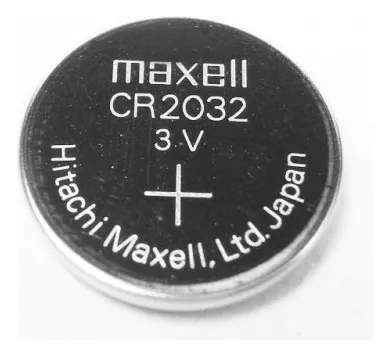 maxell
CR2032
3 V
+
Hitachi Maxell, Ltd. Japan